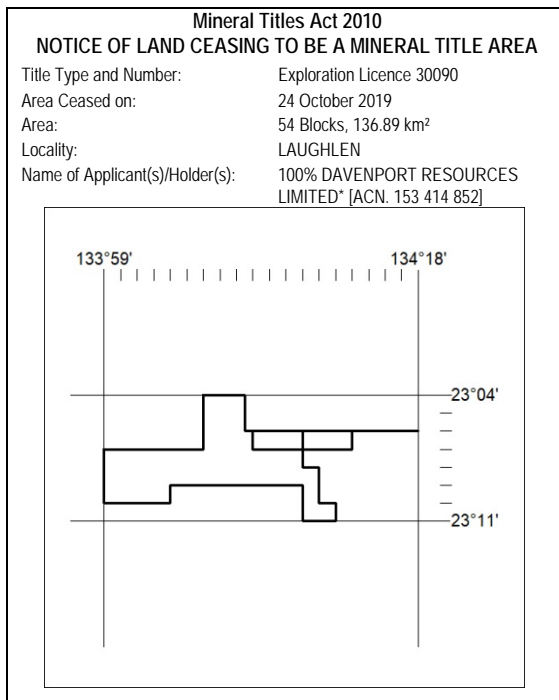 Mineral Titles Act 2010
NOTICE OF LAND CEASING TO BE A MINERAL TITLE AREA
Title Type and Number: Exploration Licence 30090
Area Ceased on: 24 October 2019
Area: 54 Blocks, 136.89 km²
Locality: LAUGHLEN
Name of Applicant(s)/Holder(s): 100% DAVENPORT RESOURCES
LIMITED* [ACN. 153 414 852]
133°59' 134°18'
23°04'
23°11'